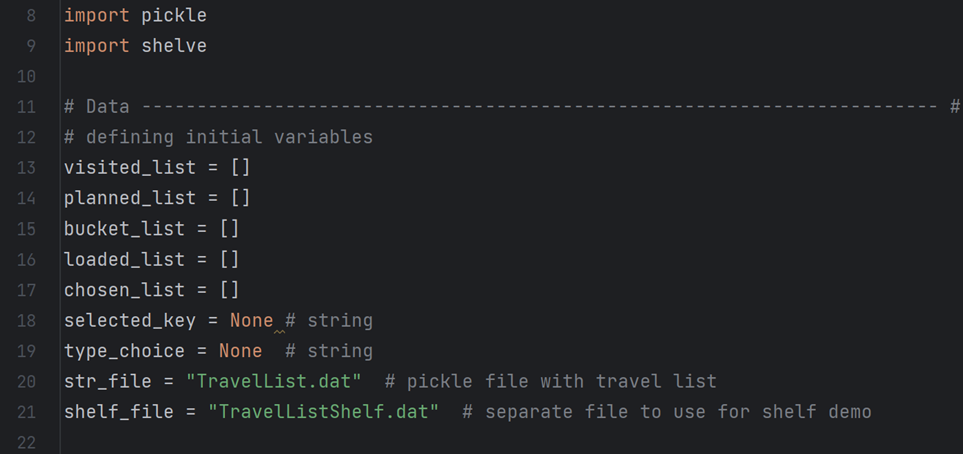 8 import pickle
9 import shelve
10
11 # Data ------------------------------------------------------------------------ #
12 # defining initial variables
13 visited_list = []
14 planned_list = []
15 bucket_list = []
16 loaded_list = []
17 chosen_list = []
18 selected_key = None # string
19 type_choice = None  # string
20 str_file = "TravelList.dat"  # pickle file with travel list
21 shelf_file = "TravelListShelf.dat"  # separate file to use for shelf demo
22